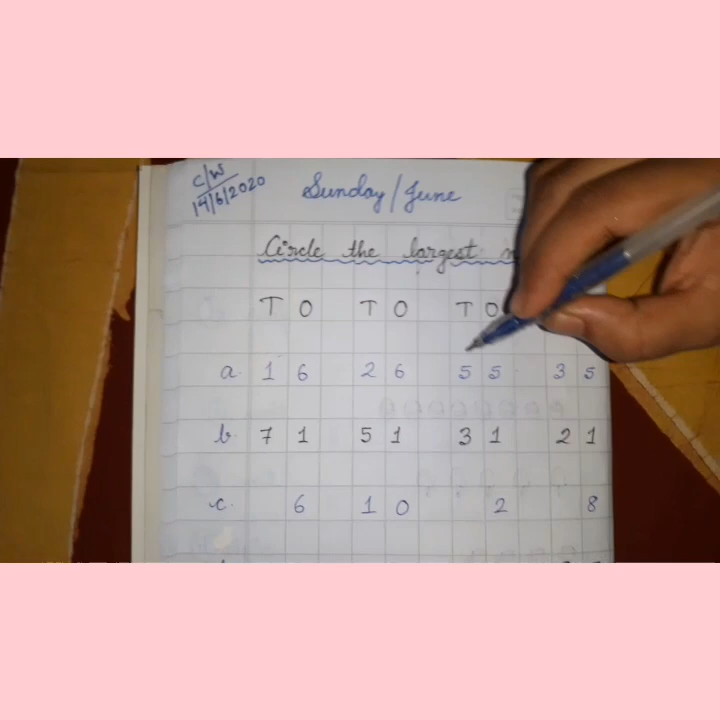 C/W
14/6/2020
Sunday/June
Circle the largest
T O T O T O
a. 1 6 2 6 5 5 3 5
b. 7 1 5 1 3 1 2 1
c. 6 1 0 2 8